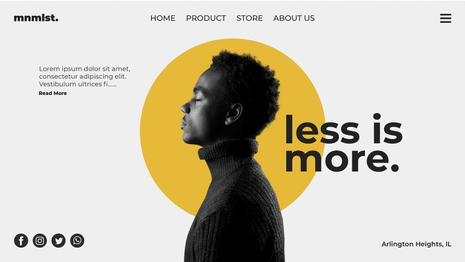 mnmlst.
HOME PRODUCT STORE ABOUT US
Lorem ipsum dolor sit amet,
consectetur adipiscing elit.
Vestibulum ultrices fi......
Read More
less is
more.
Arlington Heights, IL